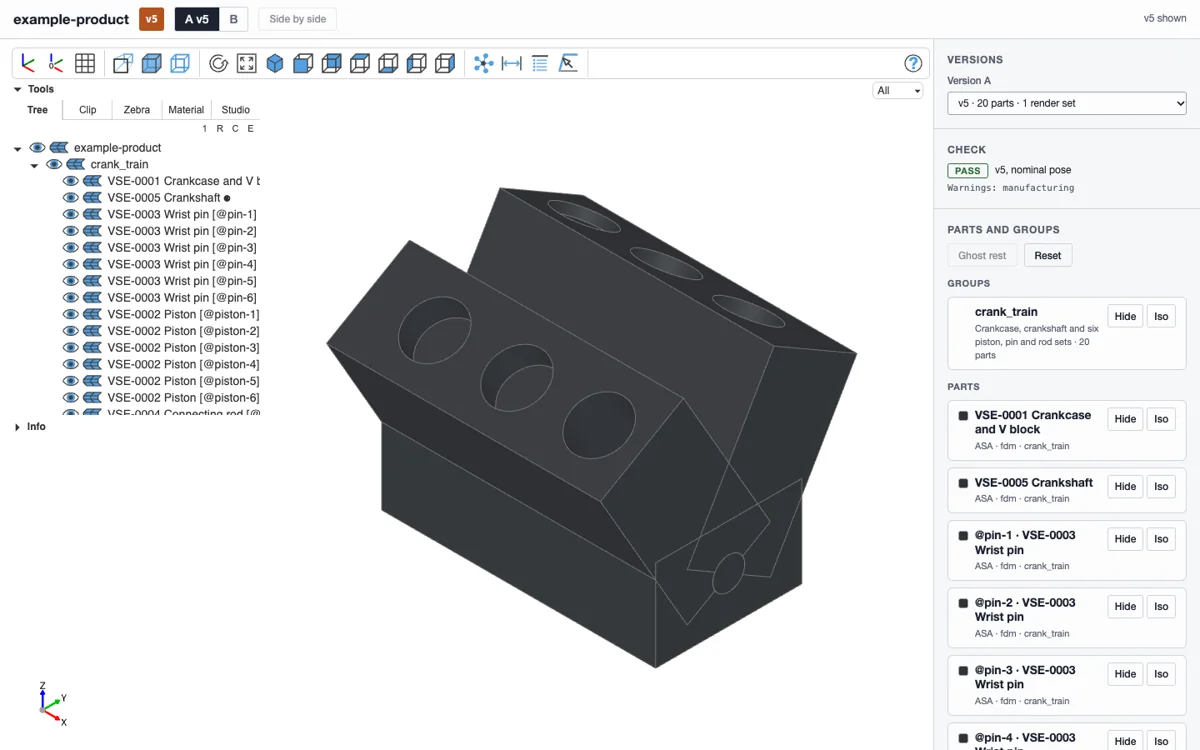 example-product v5 A v5 B Side by side v5 shown
All
Tools
Tree Clip Zebra Material Studio
1 R C E
example-product
crank_train
VSE-0001 Crankcase and V b
VSE-0005 Crankshaft
VSE-0003 Wrist pin [@pin-1]
VSE-0003 Wrist pin [@pin-2]
VSE-0003 Wrist pin [@pin-3]
VSE-0003 Wrist pin [@pin-4]
VSE-0003 Wrist pin [@pin-5]
VSE-0003 Wrist pin [@pin-6]
VSE-0002 Piston [@piston-1]
VSE-0002 Piston [@piston-2]
VSE-0002 Piston [@piston-3]
VSE-0002 Piston [@piston-4]
VSE-0002 Piston [@piston-5]
VSE-0002 Piston [@piston-6]
VSE-0004 Connecting rod [@
Info
Z
Y
X
VERSIONS
Version A
v5 · 20 parts · 1 render set
CHECK
PASS v5, nominal pose
Warnings: manufacturing
PARTS AND GROUPS
Ghost rest Reset
GROUPS
crank_train Hide Iso
Crankcase, crankshaft and six
piston, pin and rod sets · 20
parts
PARTS
VSE-0001 Crankcase Hide Iso
and V block
ASA · fdm · crank_train
VSE-0005 Crankshaft Hide Iso
ASA · fdm · crank_train
@pin-1 · VSE-0003 Hide Iso
Wrist pin
ASA · fdm · crank_train
@pin-2 · VSE-0003 Hide Iso
Wrist pin
ASA · fdm · crank_train
@pin-3 · VSE-0003 Hide Iso
Wrist pin
ASA · fdm · crank_train
@pin-4 · VSE-0003 Hide Iso
Wrist pin